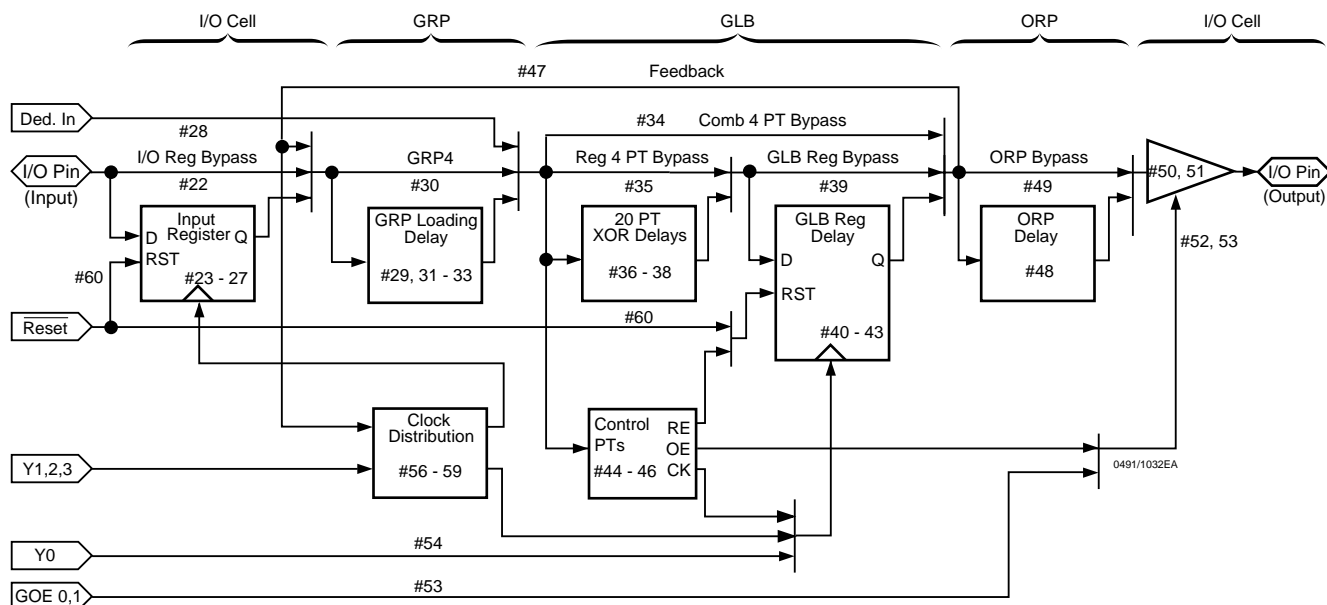 I/O Cell
GRP
GLB
ORP
I/O Cell
#47
Feedback
Ded. In
#28
#34
Comb 4 PT Bypass
I/O Pin
(Input)
I/O Reg Bypass
#22
GRP4
#30
Reg 4 PT Bypass
#35
GLB Reg Bypass
#39
ORP Bypass
#49
#50, 51
I/O Pin
(Output)
Input
Register
D
Q
RST
#23 - 27
GRP Loading
Delay
#29, 31 - 33
20 PT
XOR Delays
#36 - 38
GLB Reg
Delay
D
Q
RST
#40 - 43
ORP
Delay
#48
#52, 53
#60
Reset
#60
Clock
Distribution
#56 - 59
Control
PTs
#44 - 46
RE
OE
CK
0491/1032EA
Y1,2,3
Y0
#54
GOE 0,1
#53